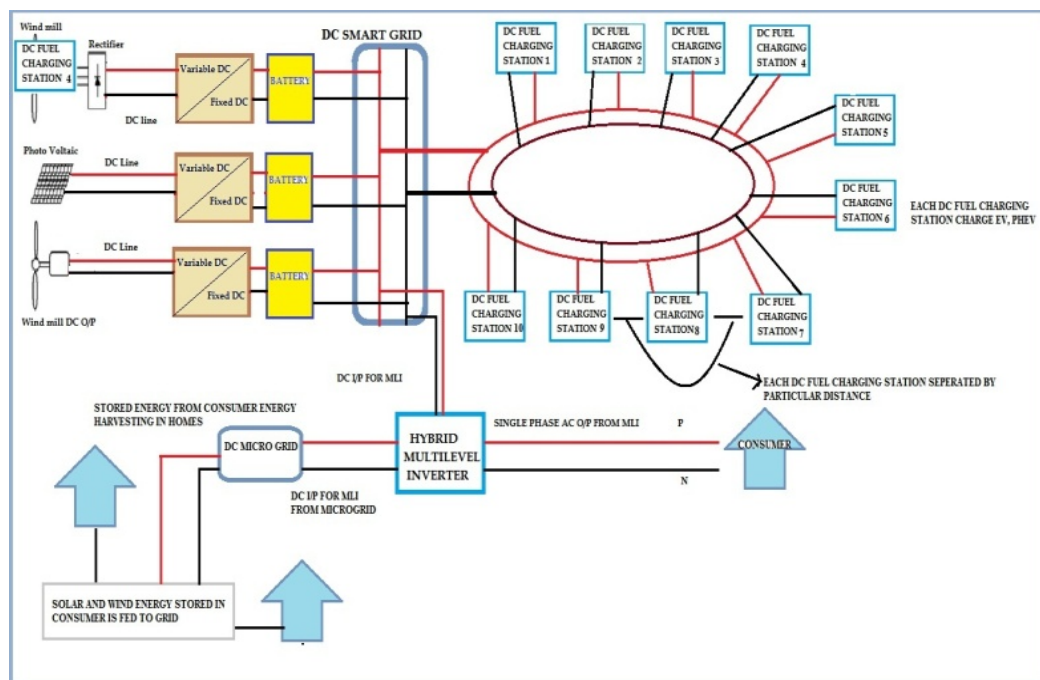 Wind mill
DC FUEL
CHARGING
STATION 4
Rectifier
DC line
Variable DC
Fixed DC
BATTERY
DC SMART GRID
Photo Voltaic
DC Line
Variable DC
Fixed DC
BATTERY
DC Line
Variable DC
Fixed DC
BATTERY
Wind mill DC O/P
DC FUEL
CHARGING
STATION 1
DC FUEL
CHARGING
STATION 2
DC FUEL
CHARGING
STATION 3
DC FUEL
CHARGING
STATION 4
DC FUEL
CHARGING
STATION 5
DC FUEL
CHARGING
STATION 6
EACH DC FUEL CHARGING
STATION CHARGE EV, PHEV
DC FUEL
CHARGING
STATION 10
DC FUEL
CHARGING
STATION 9
DC FUEL
CHARGING
STATION8
DC FUEL
CHARGING
STATION 7
EACH DC FUEL CHARGING STATION SEPERATED BY
PARTICULAR DISTANCE
DC I/P FOR MLI
STORED ENERGY FROM CONSUMER ENERGY
HARVESTING IN HOMES
DC MICRO GRID
HYBRID
MULTILEVEL
INVERTER
SINGLE PHASE AC O/P FROM MLI
P
N
CONSUMER
DC I/P FOR MLI
FROM MICROGRID
SOLAR AND WIND ENERGY STORED IN
CONSUMER IS FED TO GRID